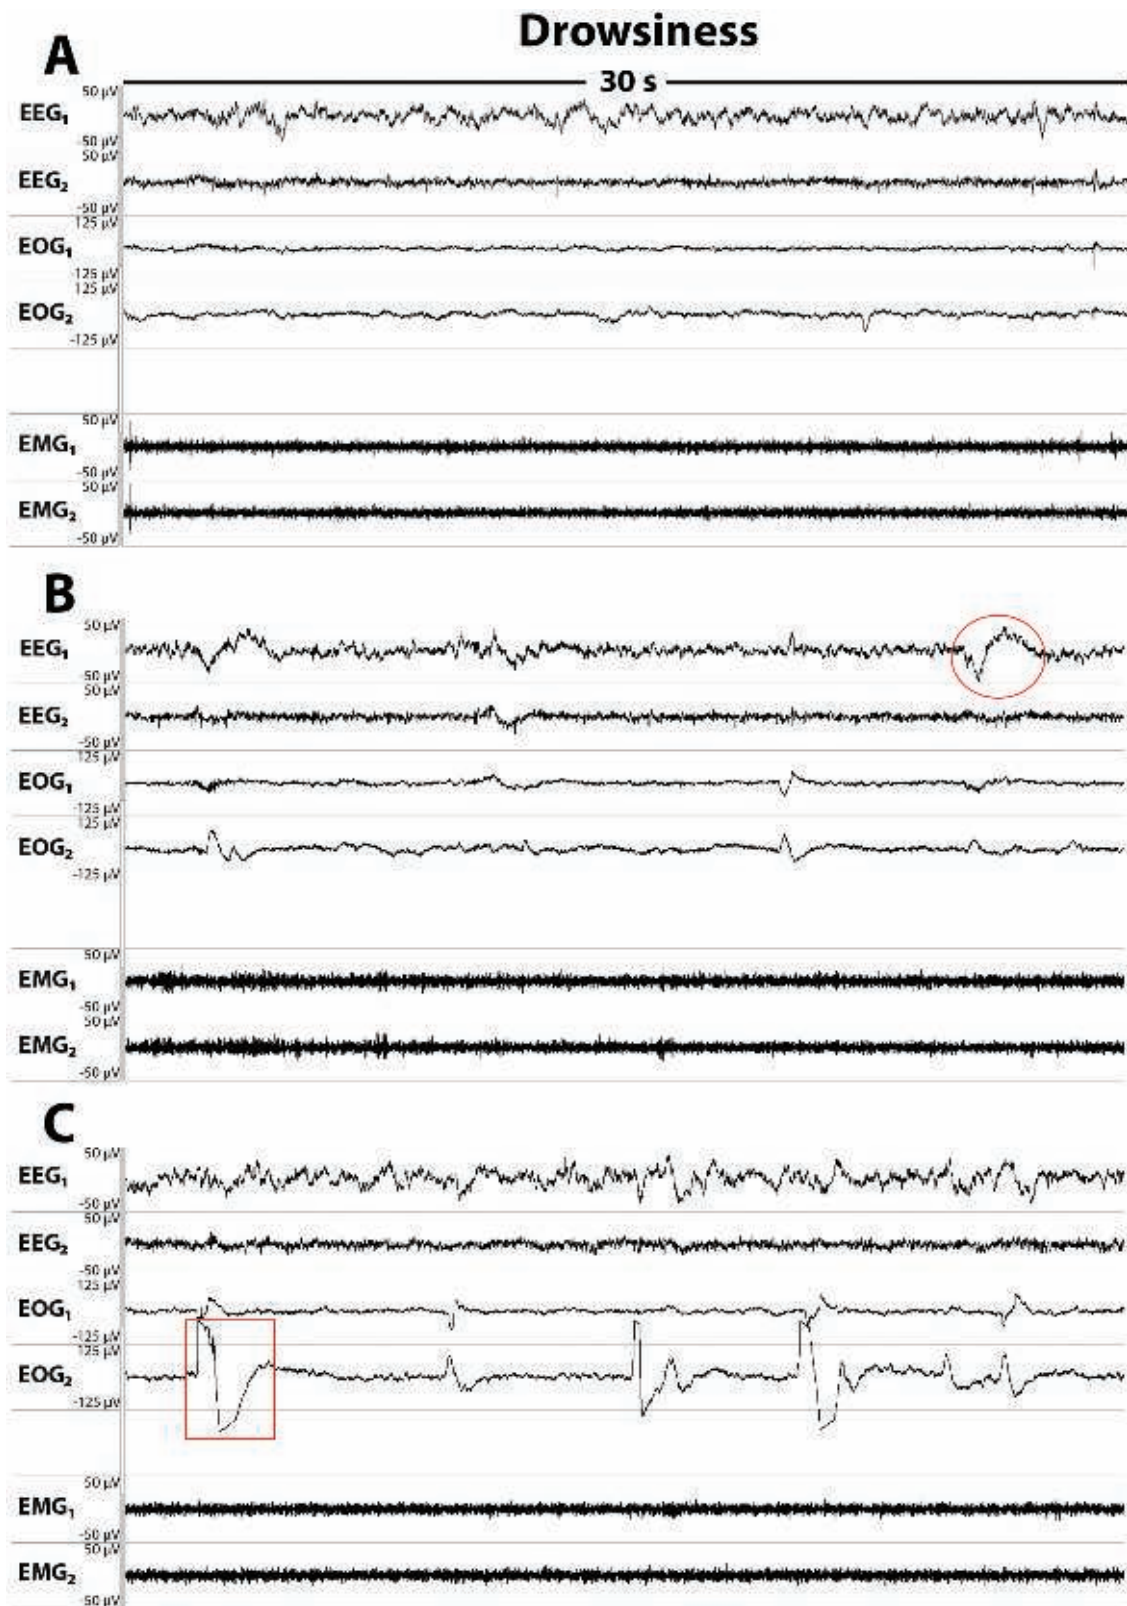 Drowsiness
A
30 s
50 µV
EEG₁
50 µV
50 µV
EEG₂
-50 µV
125 µV
EOG₁
-125 µV
125 µV
EOG₂
-125 µV
50 µV
EMG₁
-50 µV
50 µV
EMG₂
-50 µV
B
50 µV
EEG₁
50 µV
50 µV
EEG₂
-50 µV
125 µV
EOG₁
-125 µV
125 µV
EOG₂
-125 µV
50 µV
EMG₁
-50 µV
50 µV
EMG₂
-50 µV
C
50 µV
EEG₁
-50 µV
50 µV
EEG₂
-50 µV
125 µV
EOG₁
-125 µV
125 µV
EOG₂
-125 µV
50 µV
EMG₁
-50 µV
50 µV
EMG₂
-50 µV